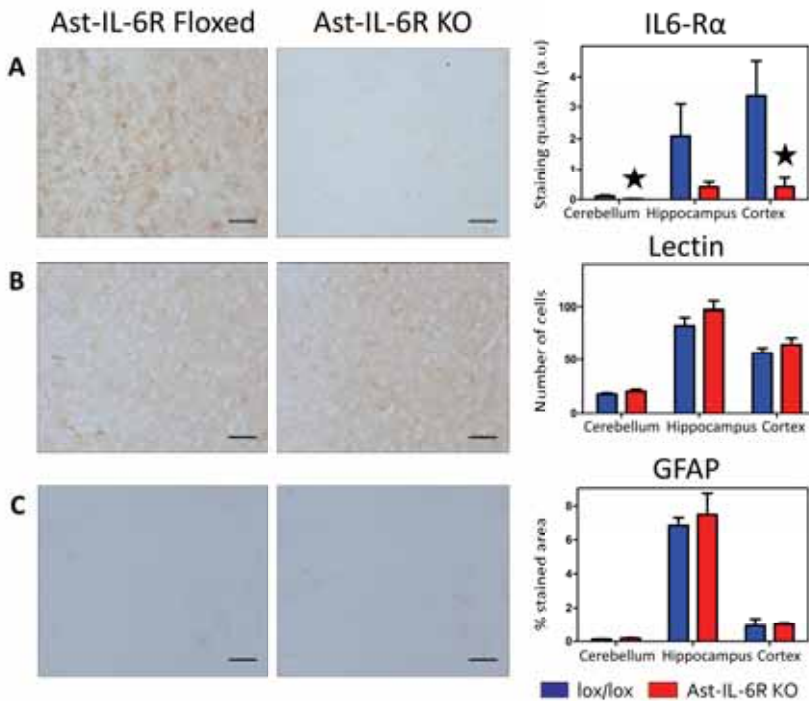 Ast-IL-6R Floxed Ast-IL-6R KO IL6-Rα
A
Staining quantity (a.u)
4
3
2
1
0
Cerebellum Hippocampus Cortex
Lectin
B
Number of cells
100
50
0
Cerebellum Hippocampus Cortex
GFAP
C
% stained area
8
6
4
2
0
Cerebellum Hippocampus Cortex
lox/lox Ast-IL-6R KO